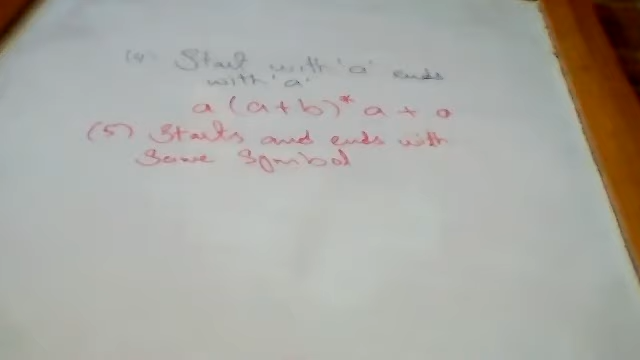 (4) Start with 'a' ends
with 'a'
a (a+b)* a + a
(5) Starts and ends with
Same Symbol